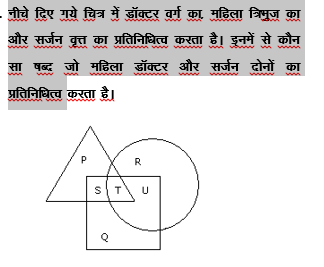 नीचे दिए गये चित्र में डॉक्टर वर्ग का, महिला त्रिभुज का
और सर्जन वृत्त का प्रतिनिधित्व करता है। इनमें से कौन
सा षब्द जो महिला डॉक्टर और सर्जन दोनों का
प्रतिनिधित्व करता है।
P R
S T U
Q